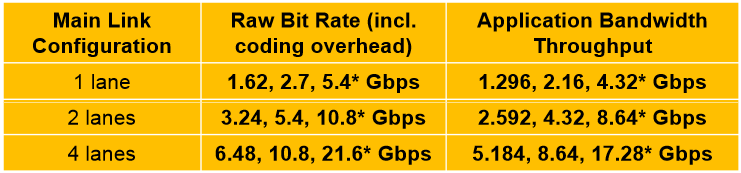 Main Link Configuration | Raw Bit Rate (incl. coding overhead) | Application Bandwidth Throughput
1 lane | 1.62, 2.7, 5.4* Gbps | 1.296, 2.16, 4.32* Gbps
2 lanes | 3.24, 5.4, 10.8* Gbps | 2.592, 4.32, 8.64* Gbps
4 lanes | 6.48, 10.8, 21.6* Gbps | 5.184, 8.64, 17.28* Gbps